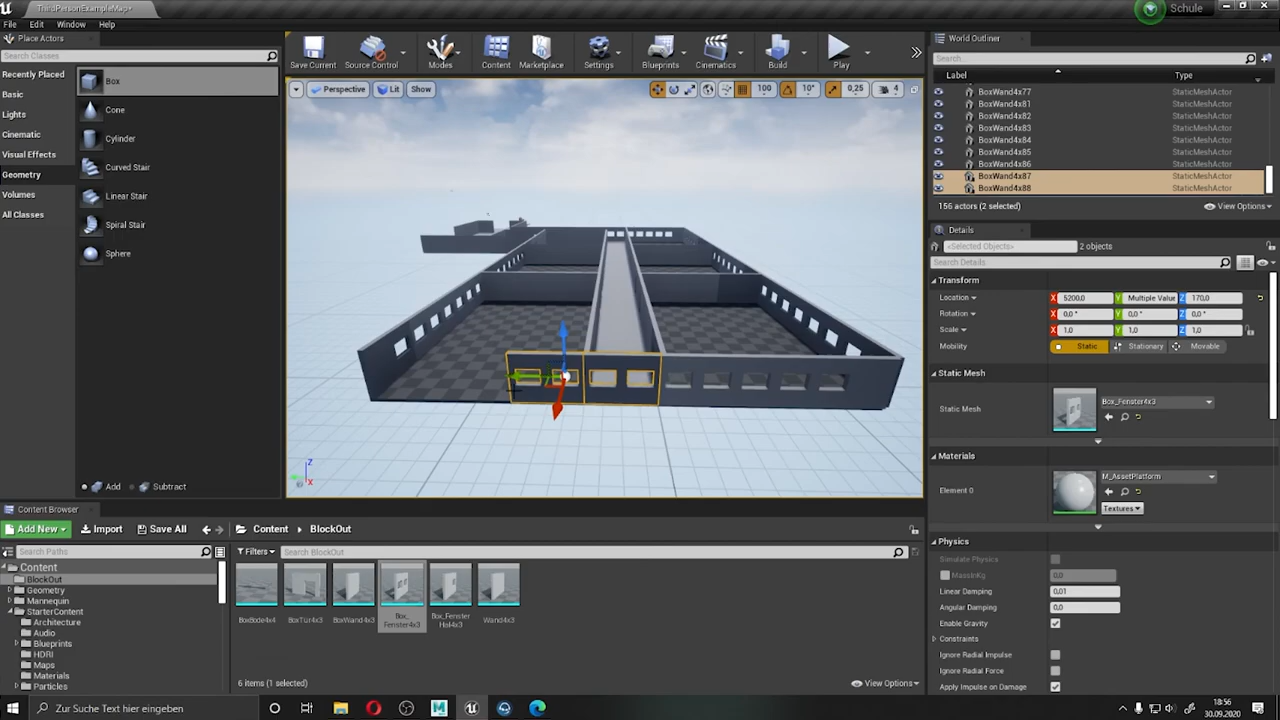 ThirdPersonExampleMap*
Schule
File Edit Window Help
Place Actors
Search Classes
Recently Placed
Basic
Lights
Cinematic
Visual Effects
Geometry
Volumes
All Classes
Box
Cone
Cylinder
Curved Stair
Linear Stair
Spiral Stair
Sphere
Add Subtract
Save Current Source Control Modes Content Marketplace Settings Blueprints Cinematics Build Play
Perspective Lit Show 100 10° 0,25 4
World Outliner
Search...
Label Type
BoxWand4x77 StaticMeshActor
BoxWand4x81 StaticMeshActor
BoxWand4x82 StaticMeshActor
BoxWand4x83 StaticMeshActor
BoxWand4x84 StaticMeshActor
BoxWand4x85 StaticMeshActor
BoxWand4x86 StaticMeshActor
BoxWand4x87 StaticMeshActor
BoxWand4x88 StaticMeshActor
156 actors (2 selected) View Options
Details
<Selected Objects> 2 objects
Search Details
Transform
Location X 5200,0 Y Multiple Value Z 170,0
Rotation X 0,0 ° Y 0,0 ° Z 0,0 °
Scale X 1,0 Y 1,0 Z 1,0
Mobility Static Stationary Movable
Static Mesh
Static Mesh Box_Fenster4x3
Materials
Element 0 M_AssetPlatform
Textures
Physics
Simulate Physics
MassInKg 0,0
Linear Damping 0,01
Angular Damping 0,0
Enable Gravity
Constraints
Ignore Radial Impulse
Ignore Radial Force
Apply Impulse on Damage
Z
X
Content Browser
Add New Import Save All Content BlockOut
Search Paths Filters Search BlockOut
Content
BlockOut
Geometry
Mannequin
StarterContent
Architecture
Audio
Blueprints
HDRI
Maps
Materials
Particles
BoxBode4x4 BoxTur4x3 BoxWand4x3 Box_Fenster4x3 Box_Fenster Hol4x3 Wand4x3
6 items (1 selected) View Options
Zur Suche Text hier eingeben
18:56
30.09.2020